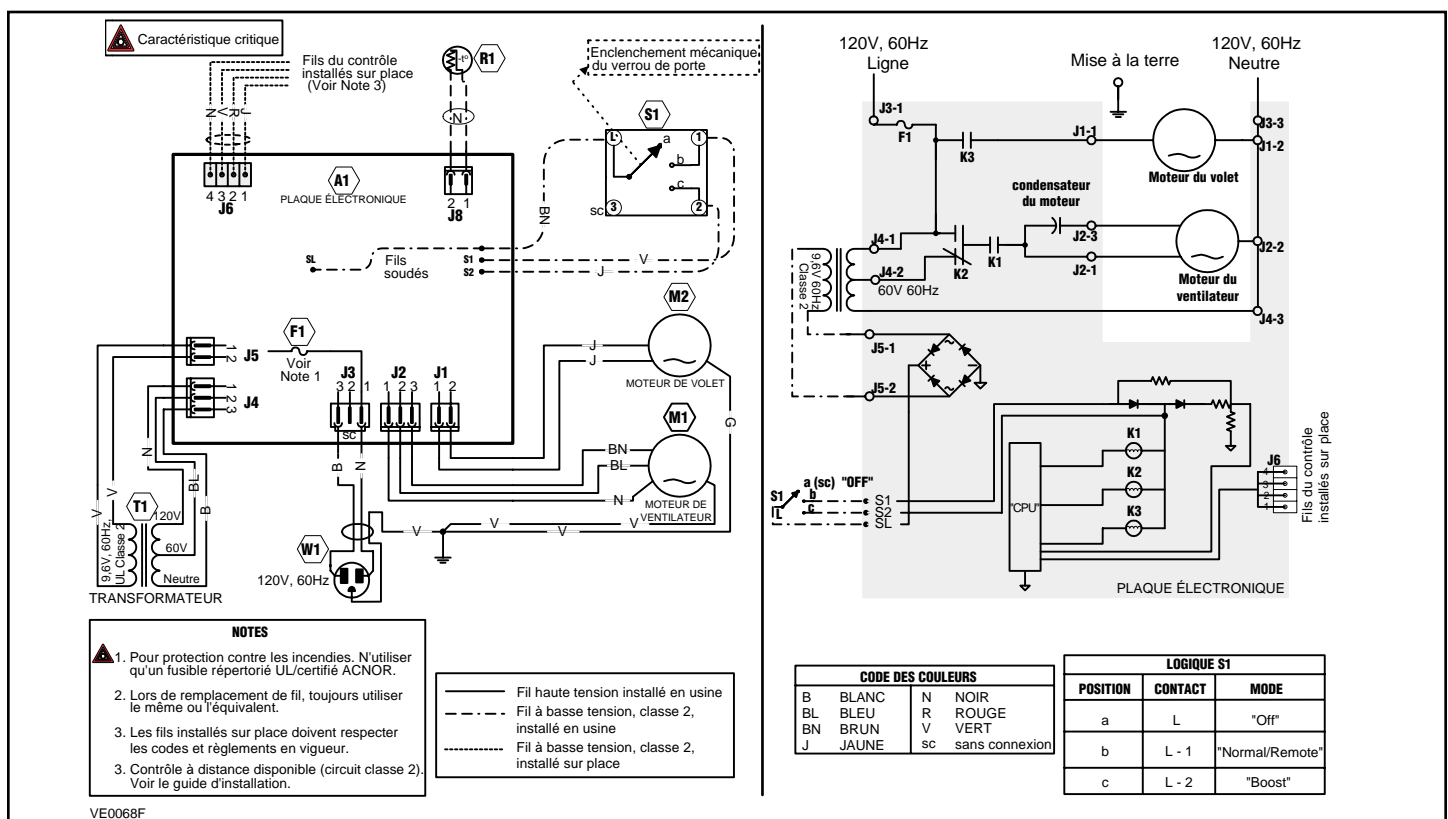 Caractéristique critique
Fils du contrôle
installés sur place
(Voir Note 3)
N
V
R
J
4 3 2 1
J6
A1
PLAQUE ÉLECTRONIQUE
-t°
R1
N
2 1
J8
Enclenchement mécanique
du verrou de porte
S1
L
1
a
b
c
sc
3
2
BN
SL
Fils
soudés
S1
S2
V
J
F1
Voir
Note 1
1
2
J5
1
2
3
J4
J3
3 2 1
sc
J2
1 2 3
J1
1 2
J
J
M2
MOTEUR DE VOLET
M1
MOTEUR DE
VENTILATEUR
BN
BL
N
G
B
N
V
V
V
V
N
BL
B
V
V
T1
120V
60V
Neutre
9,6V, 60Hz,
UL Classe 2
TRANSFORMATEUR
W1
120V, 60Hz
NOTES
1. Pour protection contre les incendies. N'utiliser
qu'un fusible répertorié UL/certifié ACNOR.
2. Lors de remplacement de fil, toujours utiliser
le même ou l'équivalent.
3. Les fils installés sur place doivent respecter
les codes et règlements en vigueur.
3. Contrôle à distance disponible (circuit classe 2).
Voir le guide d'installation.
Fil haute tension installé en usine
Fil à basse tension, classe 2,
installé en usine
Fil à basse tension, classe 2,
installé sur place
VE0068F
120V, 60Hz
Ligne
Mise à la terre
120V, 60Hz
Neutre
J3-1
F1
K3
J1-1
Moteur du volet
J3-3
J1-2
condensateur
du moteur
J4-1
J4-2
60V 60Hz
K2
K1
J2-3
J2-1
J2-2
Moteur du
ventilateur
J4-3
9,6V 60Hz
Classe 2
J5-1
J5-2
+
-
K1
K2
K3
"CPU"
S1
L
a (sc) "OFF"
b
c
S1
S2
SL
J6
4
3
2
1
Fils du contrôle
installés sur place
PLAQUE ÉLECTRONIQUE
CODE DES COULEURS
B BLANC N NOIR
BL BLEU R ROUGE
BN BRUN V VERT
J JAUNE sc sans connexion
LOGIQUE S1
POSITION CONTACT MODE
a L "Off"
b L - 1 "Normal/Remote"
c L - 2 "Boost"